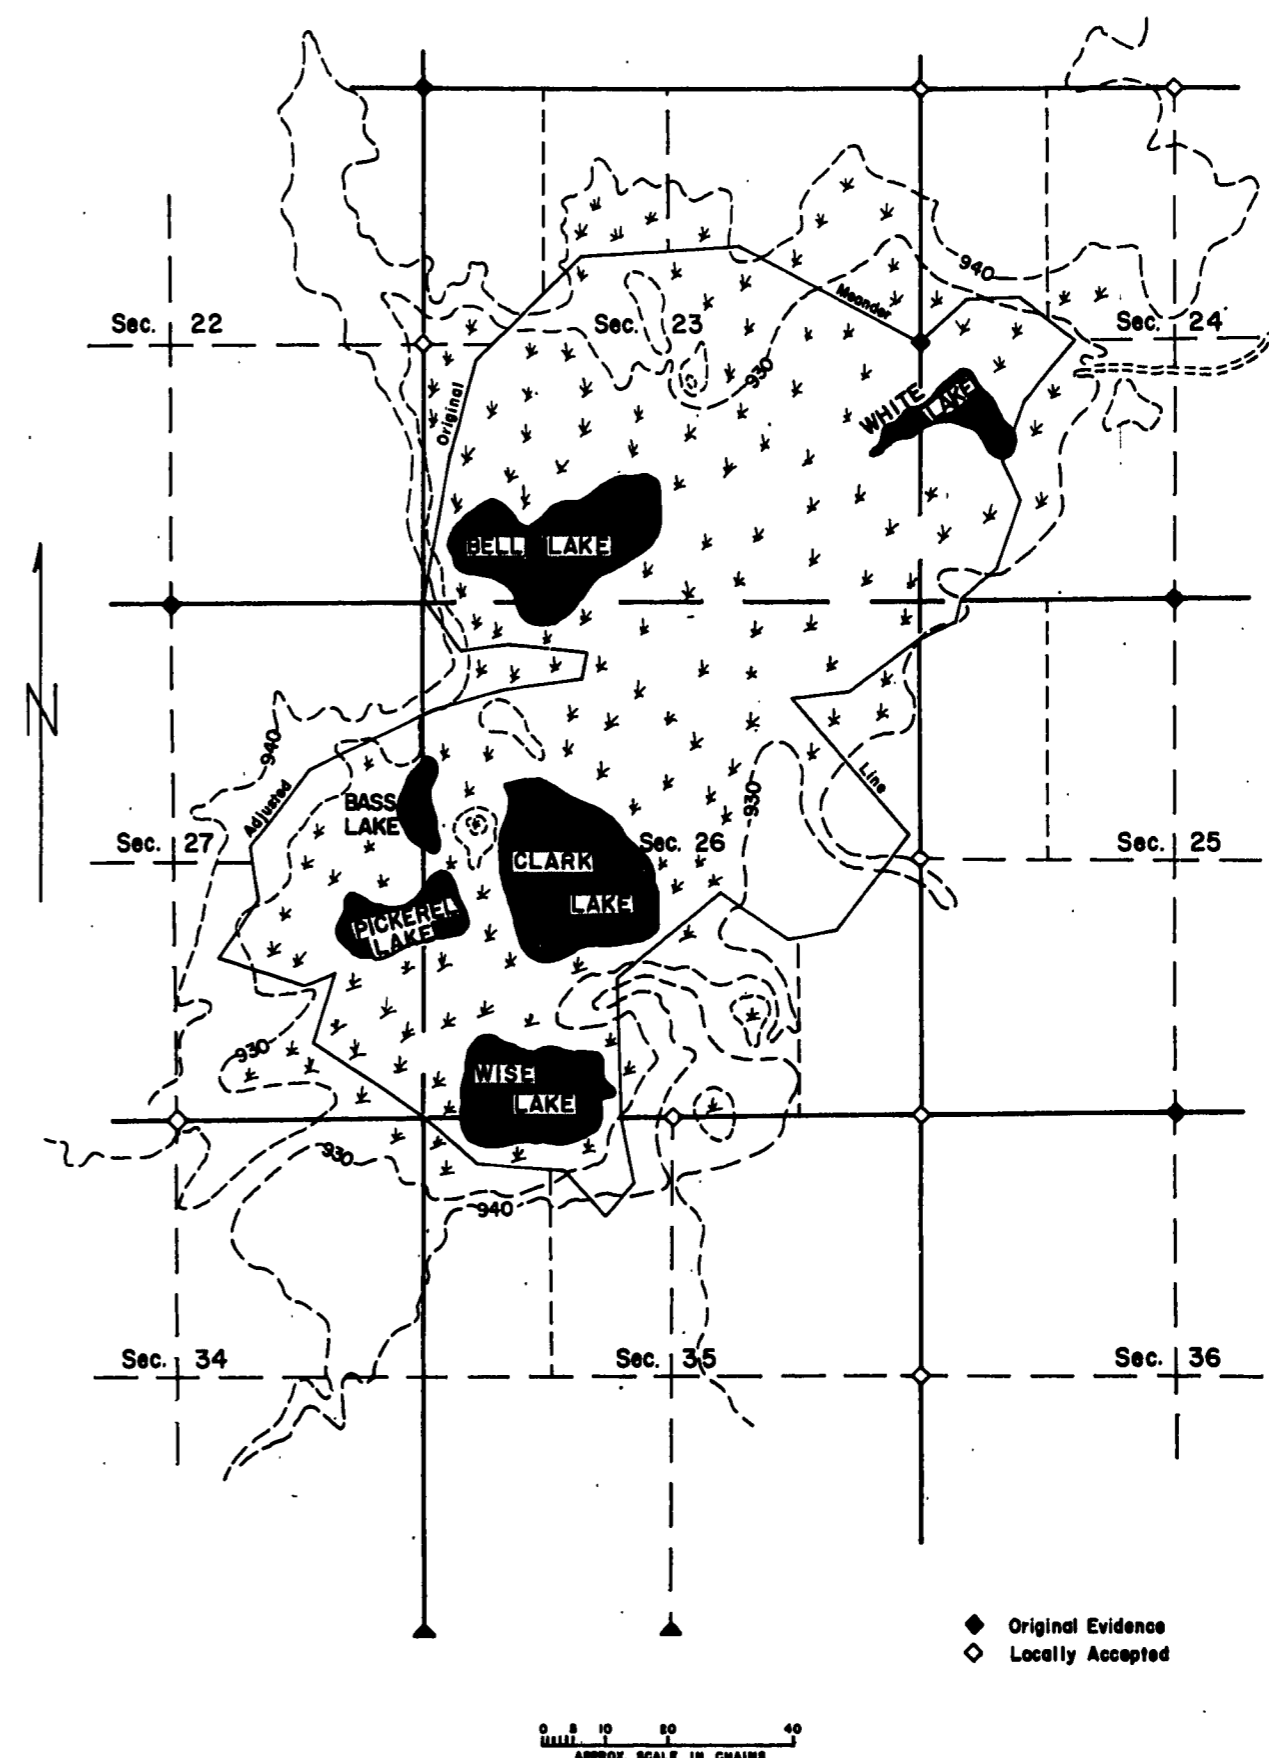 940
Meander
Sec. 22
Sec. 23
Sec. 24
930
WHITE LAKE
Original
BELL LAKE
N
940
Line
930
Adjusted
BASS
LAKE
Sec. 27
Sec. 26
Sec. 25
CLARK
LAKE
PICKEREL
LAKE
930
WISE
LAKE
930
940
Sec. 34
Sec. 35
Sec. 36
Original Evidence
Locally Accepted
0 5 10 20 40
APPROX SCALE IN CHAINS